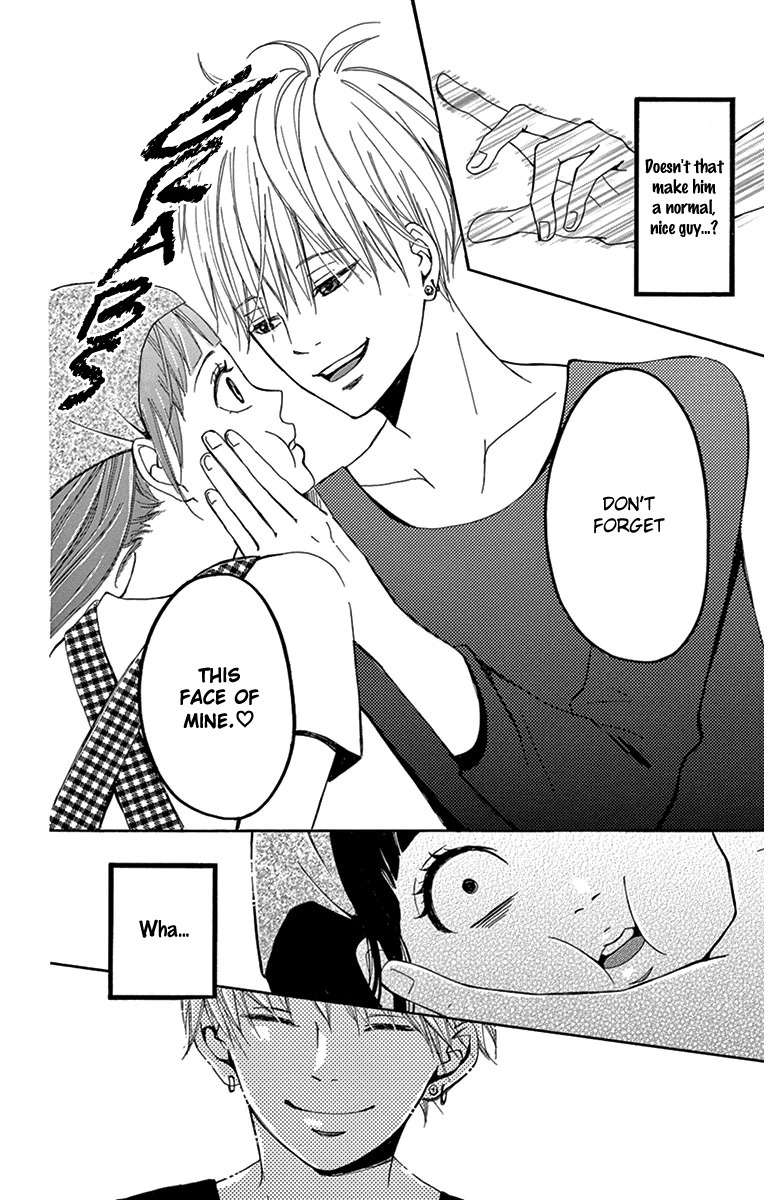 Doesn't that
make him
a normal,
nice guy...?
GRABS
DON'T
FORGET
THIS
FACE OF
MINE.♡
Wha...